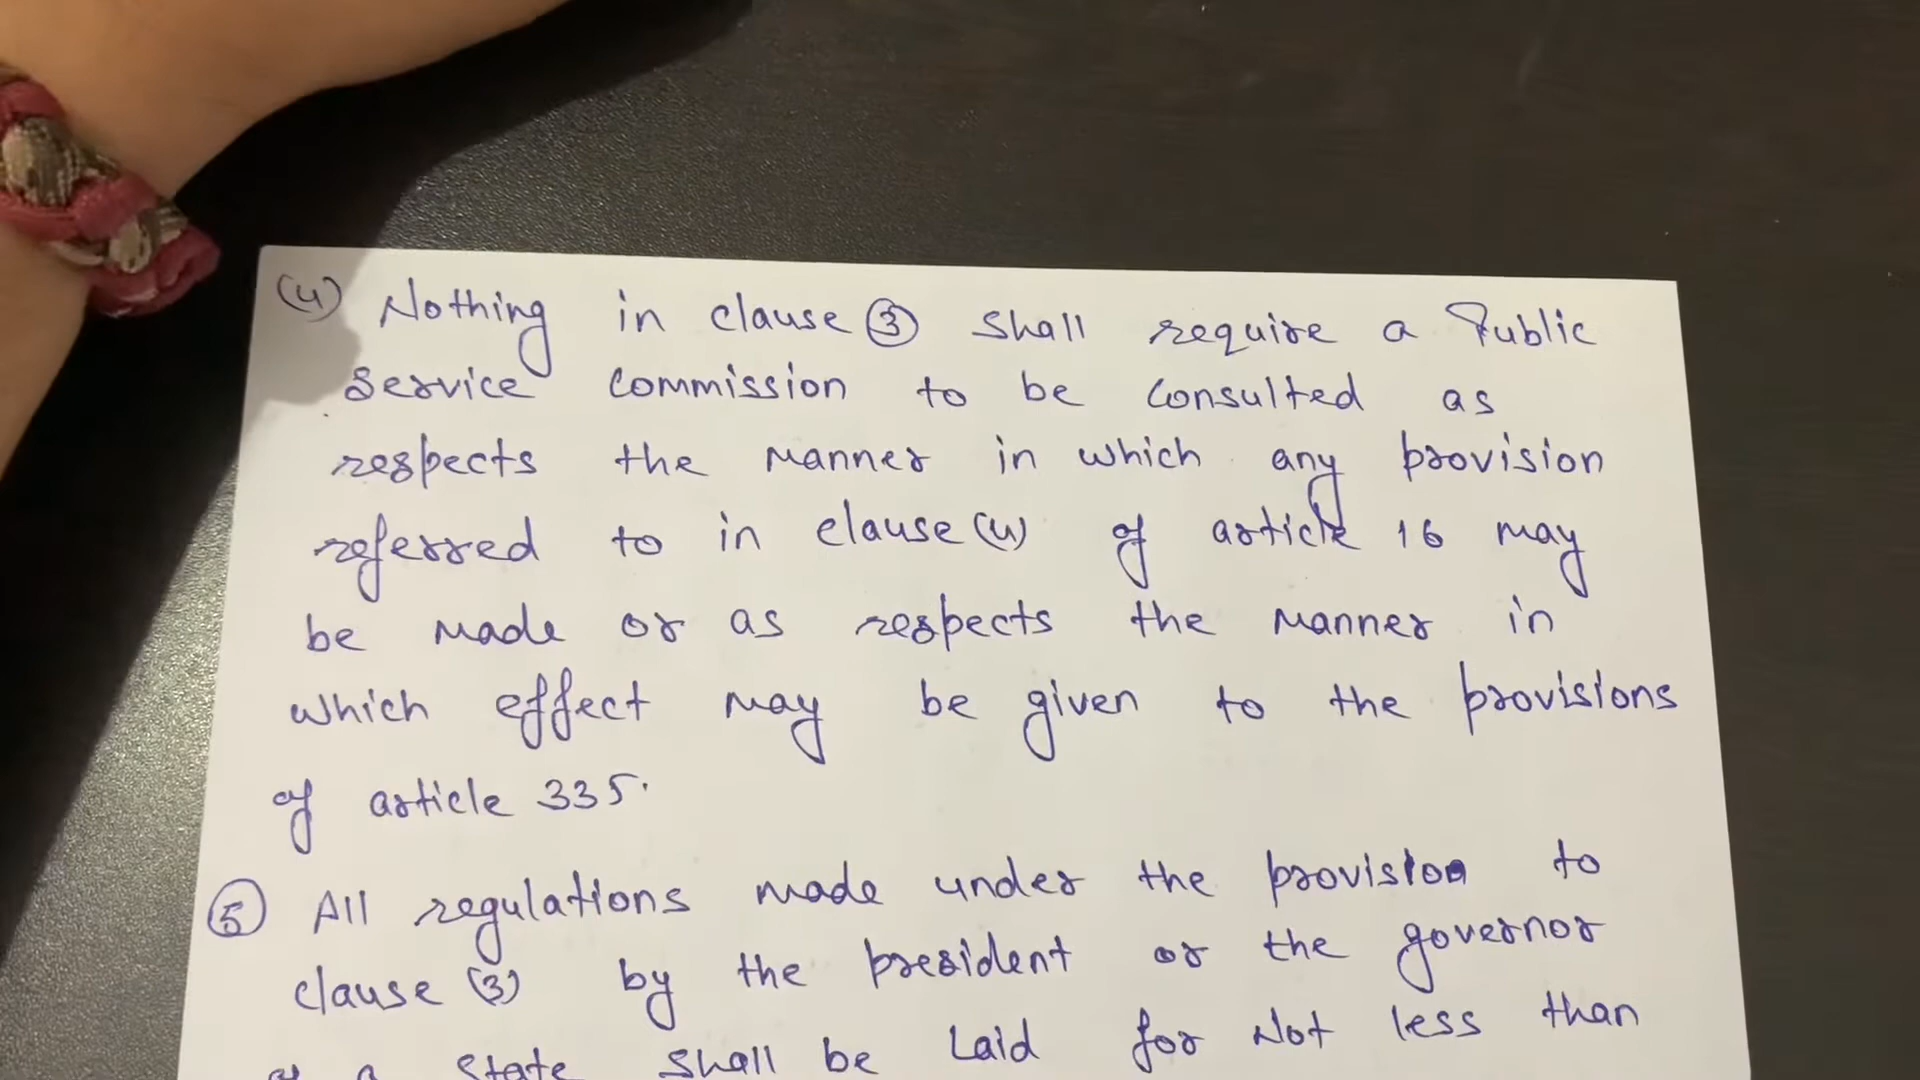 (4) Nothing in clause ③ shall require a Public
Service Commission to be consulted as
respects the manner in which any provision
referred to in clause (4) of article 16 may
be made or as respects the manner in
which effect may be given to the provisions
of article 335.
⑤ All regulations made under the provision to
clause (3) by the president or the governor
of a state shall be laid for not less than